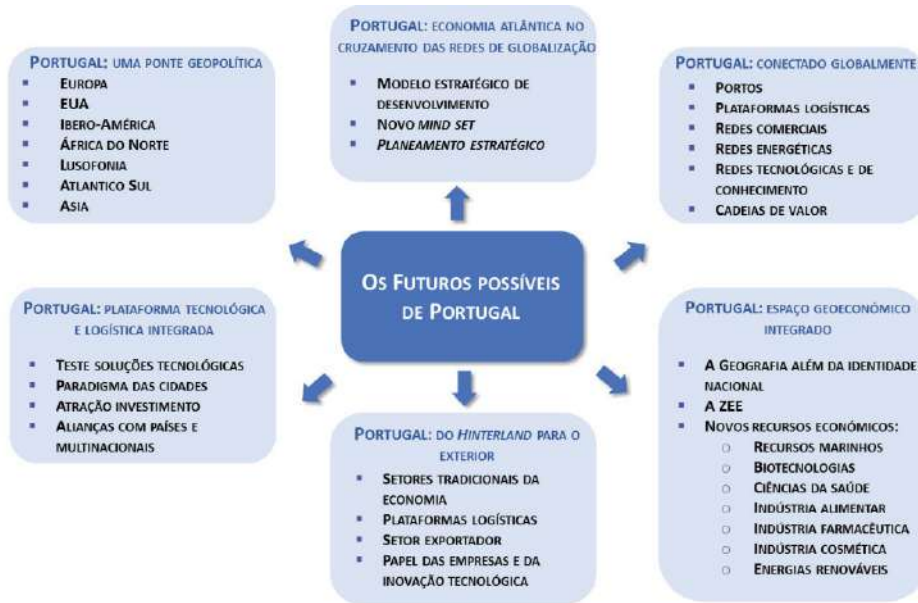 PORTUGAL: UMA PONTE GEOPOLÍTICA
EUROPA
EUA
IBERO-AMÉRICA
ÁFRICA DO NORTE
LUSOFONIA
ATLANTICO SUL
ASIA
PORTUGAL: ECONOMIA ATLÂNTICA NO
CRUZAMENTO DAS REDES DE GLOBALIZAÇÃO
MODELO ESTRATÉGICO DE
DESENVOLVIMENTO
NOVO MIND SET
PLANEAMENTO ESTRATÉGICO
PORTUGAL: CONECTADO GLOBALMENTE
PORTOS
PLATAFORMAS LOGÍSTICAS
REDES COMERCIAIS
REDES ENERGÉTICAS
REDES TECNOLÓGICAS E DE
CONHECIMENTO
CADEIAS DE VALOR
OS FUTUROS POSSÍVEIS
DE PORTUGAL
PORTUGAL: PLATAFORMA TECNOLÓGICA
E LOGÍSTICA INTEGRADA
TESTE SOLUÇÕES TECNOLÓGICAS
PARADIGMA DAS CIDADES
ATRAÇÃO INVESTIMENTO
ALIANÇAS COM PAÍSES E
MULTINACIONAIS
PORTUGAL: DO HINTERLAND PARA O
EXTERIOR
SETORES TRADICIONAIS DA
ECONOMIA
PLATAFORMAS LOGÍSTICAS
SETOR EXPORTADOR
PAPEL DAS EMPRESAS E DA
INOVAÇÃO TECNOLÓGICA
PORTUGAL: ESPAÇO GEOECONÓMICO
INTEGRADO
A GEOGRAFIA ALÉM DA IDENTIDADE
NACIONAL
A ZEE
NOVOS RECURSOS ECONÓMICOS:
RECURSOS MARINHOS
BIOTECNOLOGIAS
CIÊNCIAS DA SAÚDE
INDÚSTRIA ALIMENTAR
INDÚSTRIA FARMACÊUTICA
INDÚSTRIA COSMÉTICA
ENERGIAS RENOVÁVEIS